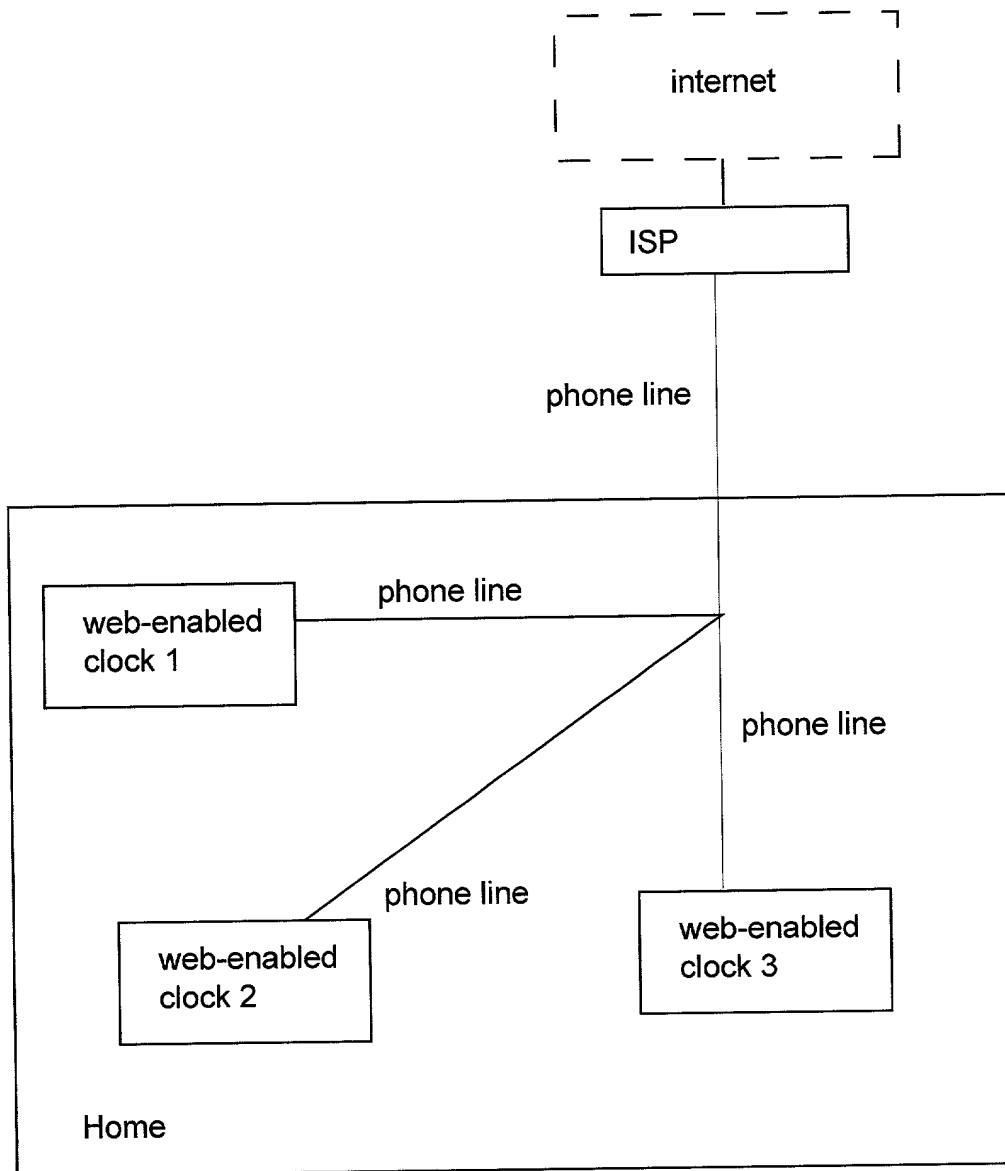 internet
ISP
phone line
phone line
web-enabled
clock 1
phone line
phone line
web-enabled
clock 2
web-enabled
clock 3
Home